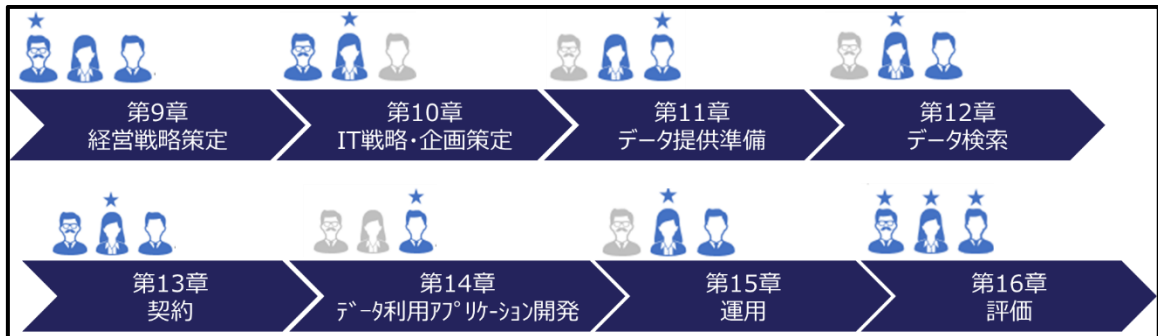 第9章
経営戦略策定
第10章
IT戦略・企画策定
第11章
データ提供準備
第12章
データ検索
第13章
契約
第14章
ﾃﾞｰﾀ利用ｱﾌﾟﾘｹｰｼｮﾝ開発
第15章
運用
第16章
評価